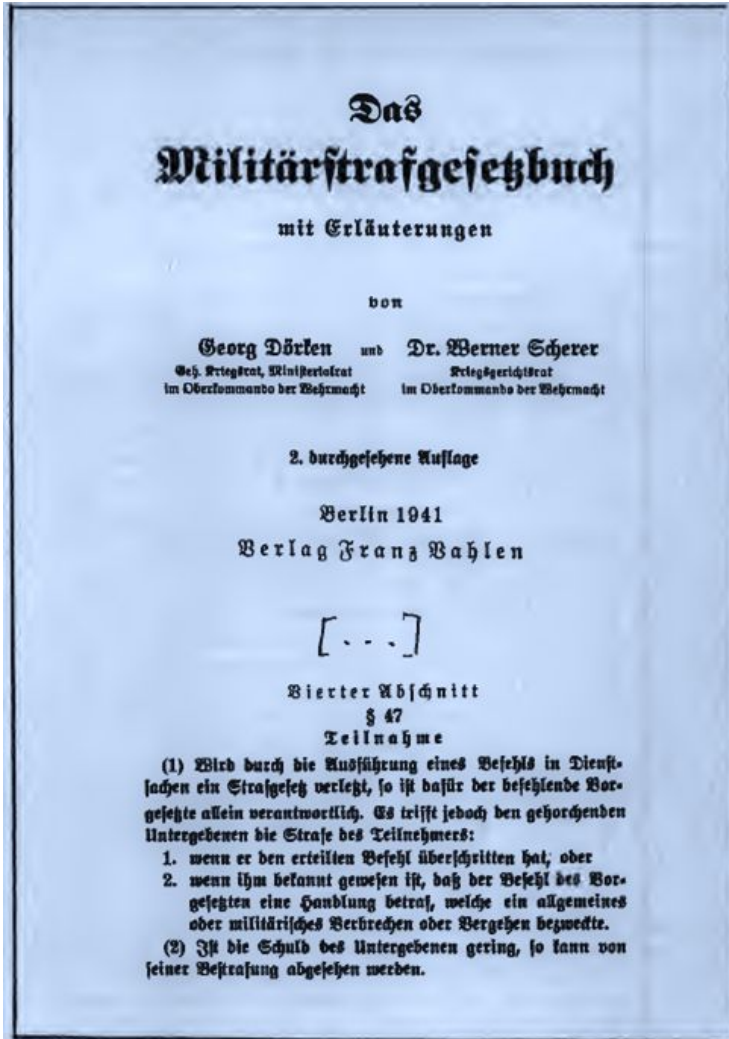 Das
Militärstrafgesetzbuch
mit Erläuterungen
von
Georg Dörken und Dr. Werner Scherer
Geh. Kriegsrat, Ministerialrat Kriegsgerichtsrat
im Oberkommando der Wehrmacht im Oberkommando der Wehrmacht
2. durchgesehene Auflage
Berlin 1941
Verlag Franz Vahlen
[. . .]
Vierter Abschnitt
§ 47
Teilnahme
(1) Wird durch die Ausführung eines Befehls in Dienst-
sachen ein Strafgesetz verletzt, so ist dafür der befehlende Vor-
gesetzte allein verantwortlich. Es trifft jedoch den gehorchenden
Untergebenen die Strafe des Teilnehmers:
1. wenn er den erteilten Befehl überschritten hat, oder
2. wenn ihm bekannt gewesen ist, daß der Befehl des Vor-
gesetzten eine Handlung betraf, welche ein allgemeines
oder militärisches Verbrechen oder Vergehen bezweckte.
(2) Ist die Schuld des Untergebenen gering, so kann von
seiner Bestrafung abgesehen werden.